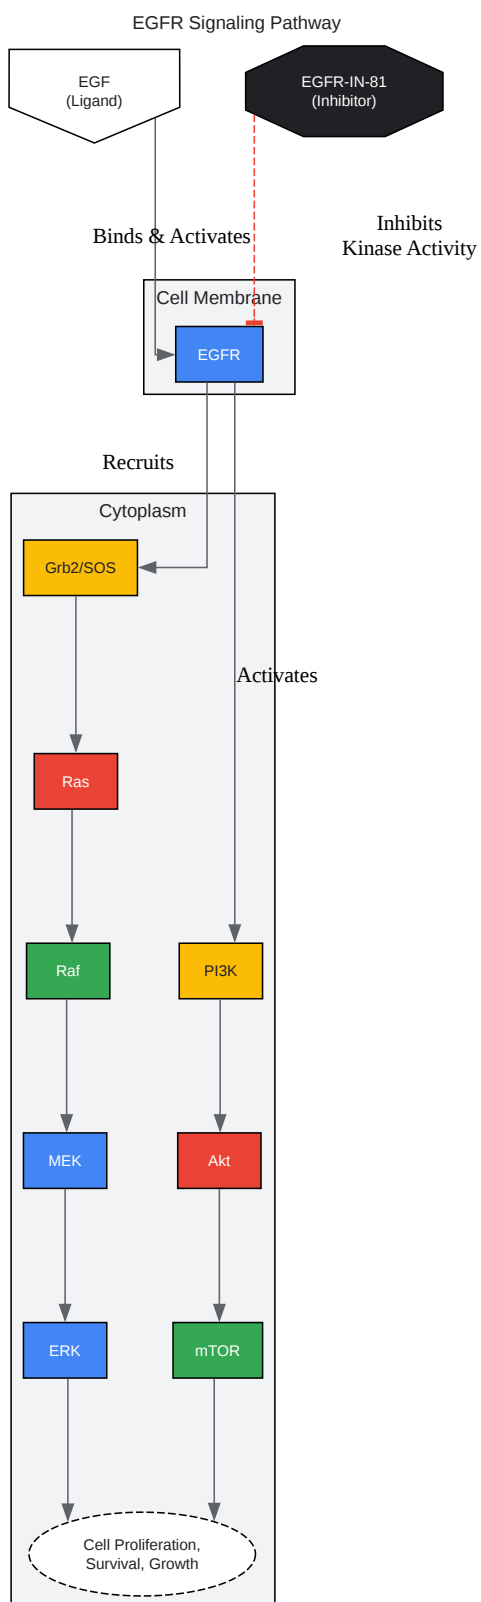 EGFR Signaling Pathway
EGF
(Ligand)
EGFR-IN-81
(Inhibitor)
Binds & Activates
Inhibits
Kinase Activity
Cell Membrane
EGFR
Recruits
Cytoplasm
Grb2/SOS
Activates
Ras
Raf
PI3K
MEK
Akt
ERK
mTOR
Cell Proliferation,
Survival, Growth